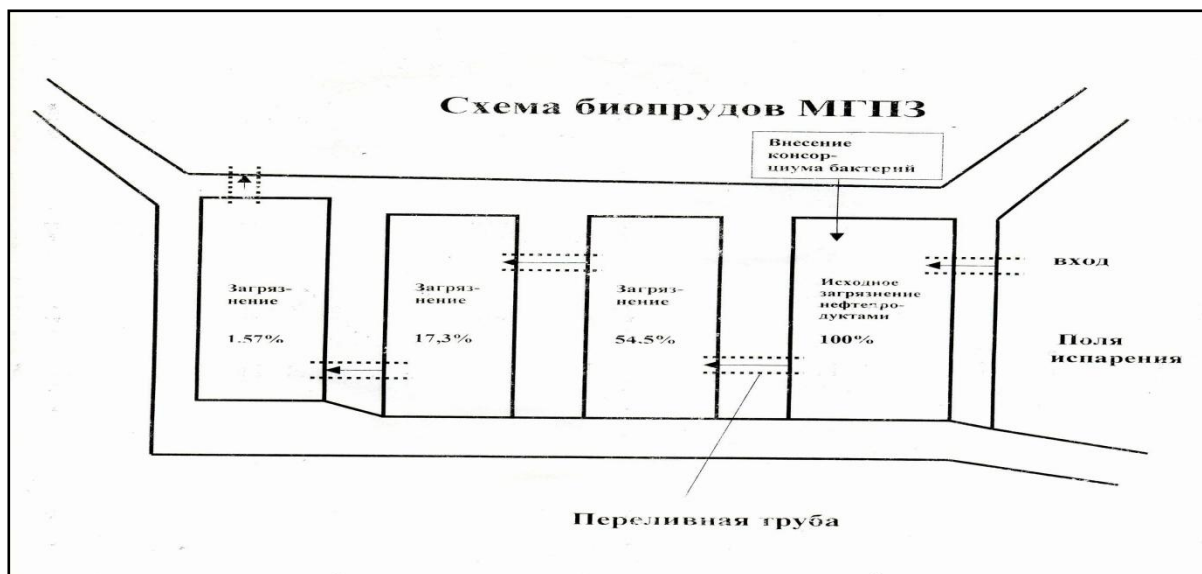 Схема биопрудов МГПЗ
Внесение
консор-
циума бактерий
Загряз-
нение
1.57%
Загряз-
нение
17,3%
Загряз-
нение
54.5%
Исходное
загрязнение
нефтепро-
дуктами
100%
вход
Поля
испарения
Переливная труба